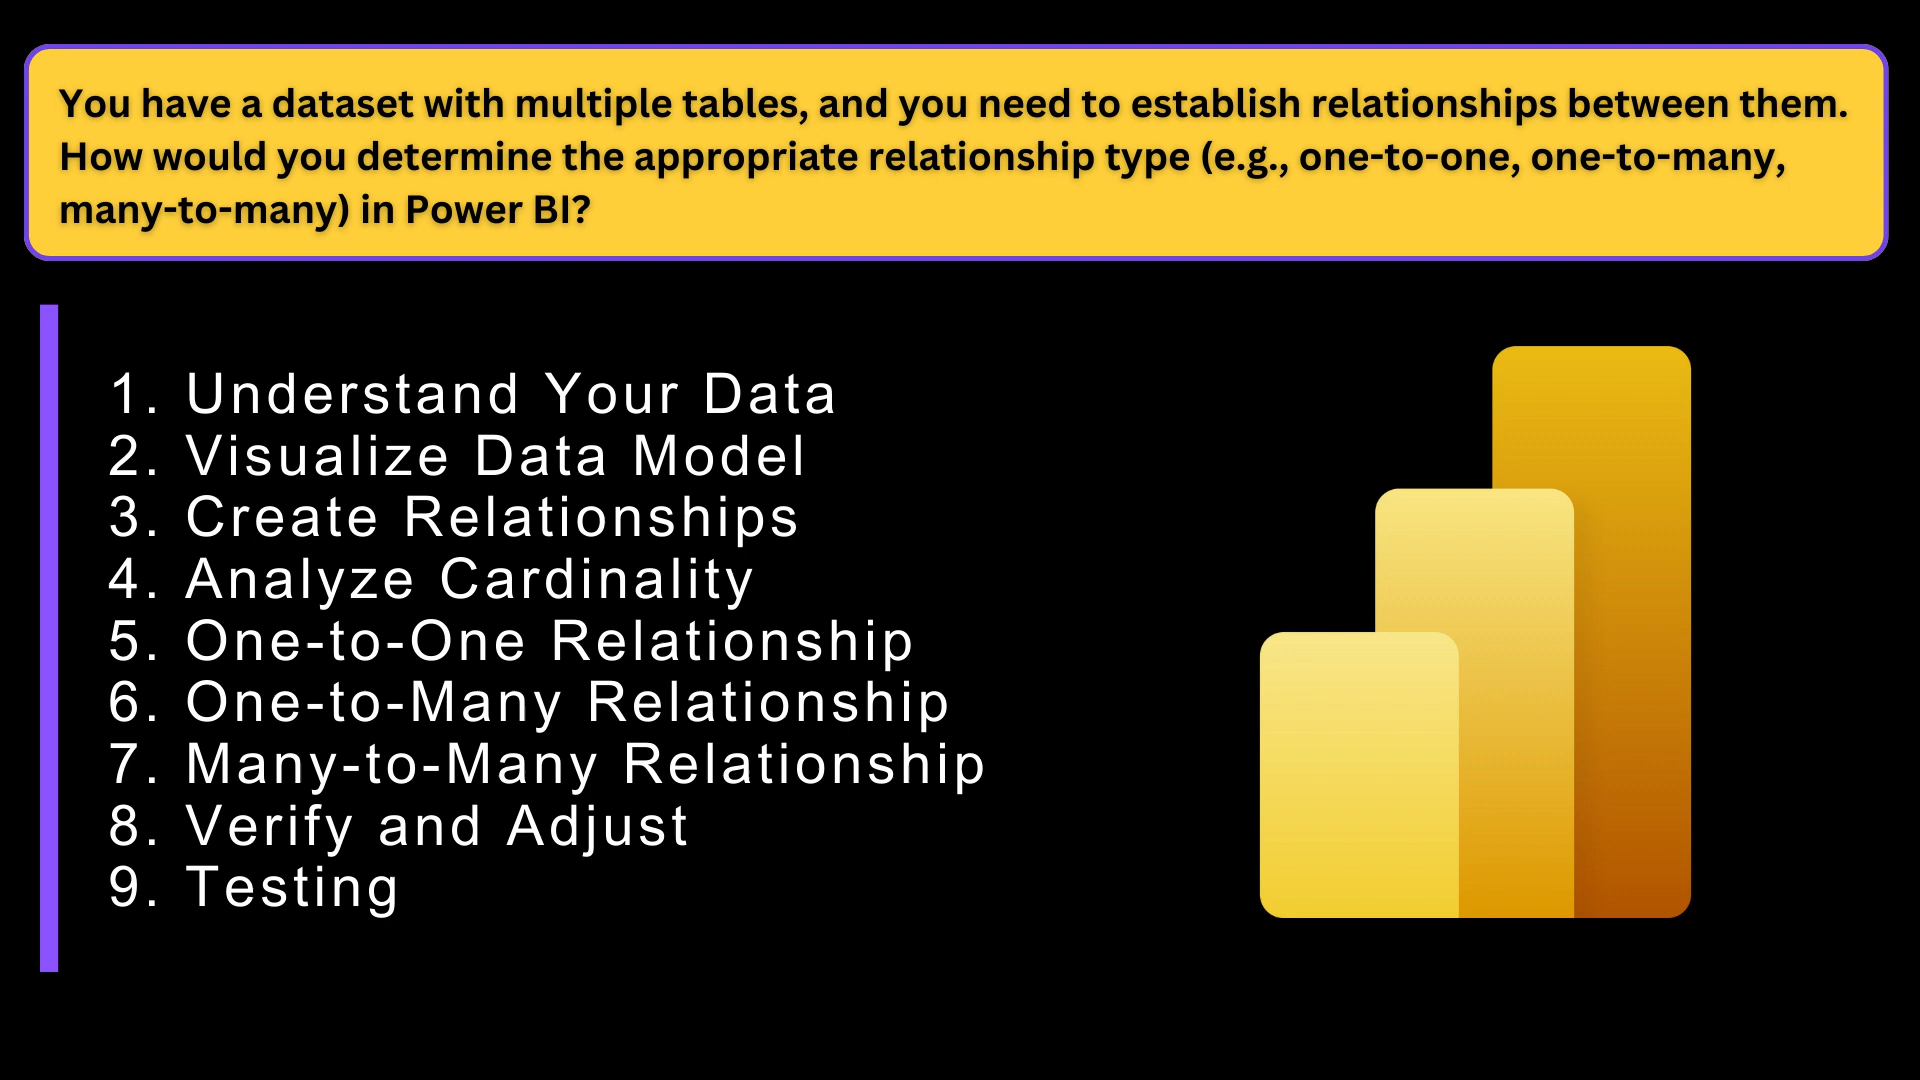 You have a dataset with multiple tables, and you need to establish relationships between them.
How would you determine the appropriate relationship type (e.g., one-to-one, one-to-many,
many-to-many) in Power BI?
1. Understand Your Data
2. Visualize Data Model
3. Create Relationships
4. Analyze Cardinality
5. One-to-One Relationship
6. One-to-Many Relationship
7. Many-to-Many Relationship
8. Verify and Adjust
9. Testing